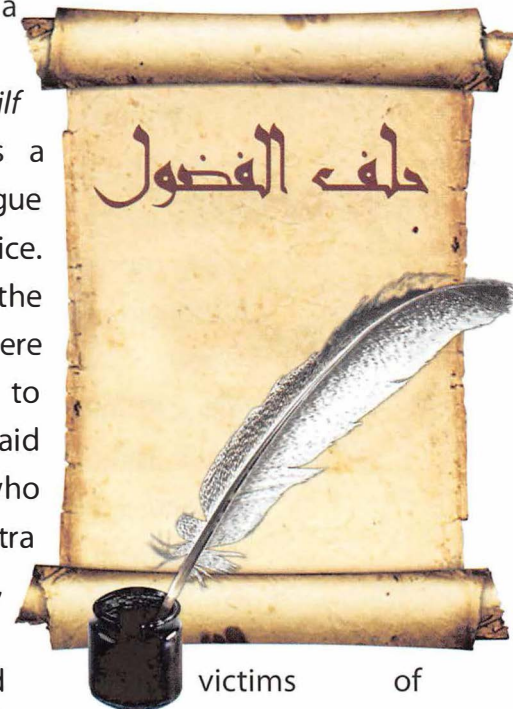 a
ilf
حلف الفضول
s a
gue
ice.
the
ere
to
aid
who
tra
victims of